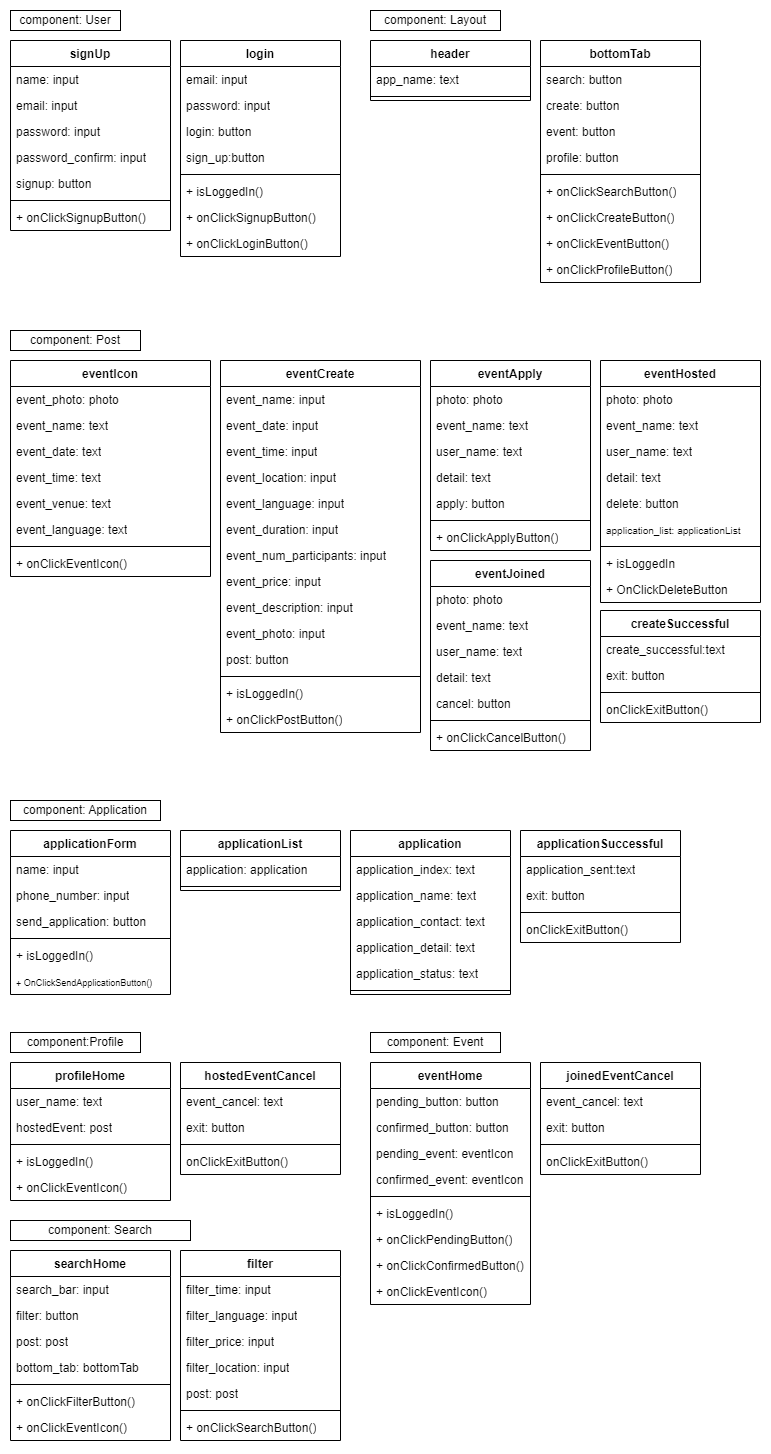 component: User
signUp
name: input
email: input
password: input
password_confirm: input
signup: button
+ onClickSignupButton()
login
email: input
password: input
login: button
sign_up:button
+ isLoggedIn()
+ onClickSignupButton()
+ onClickLoginButton()
component: Layout
header
app_name: text
bottomTab
search: button
create: button
event: button
profile: button
+ onClickSearchButton()
+ onClickCreateButton()
+ onClickEventButton()
+ onClickProfileButton()
component: Post
eventIcon
event_photo: photo
event_name: text
event_date: text
event_time: text
event_venue: text
event_language: text
+ onClickEventIcon()
eventCreate
event_name: input
event_date: input
event_time: input
event_location: input
event_language: input
event_duration: input
event_num_participants: input
event_price: input
event_description: input
event_photo: input
post: button
+ isLoggedIn()
+ onClickPostButton()
eventApply
photo: photo
event_name: text
user_name: text
detail: text
apply: button
+ onClickApplyButton()
eventJoined
photo: photo
event_name: text
user_name: text
detail: text
cancel: button
+ onClickCancelButton()
eventHosted
photo: photo
event_name: text
user_name: text
detail: text
delete: button
application_list: applicationList
+ isLoggedIn
+ OnClickDeleteButton
createSuccessful
create_successful:text
exit: button
onClickExitButton()
component: Application
applicationForm
name: input
phone_number: input
send_application: button
+ isLoggedIn()
+ OnClickSendApplicationButton()
applicationList
application: application
application
application_index: text
application_name: text
application_contact: text
application_detail: text
application_status: text
applicationSuccessful
application_sent:text
exit: button
onClickExitButton()
component:Profile
profileHome
user_name: text
hostedEvent: post
+ isLoggedIn()
+ onClickEventIcon()
hostedEventCancel
event_cancel: text
exit: button
onClickExitButton()
component: Event
eventHome
pending_button: button
confirmed_button: button
pending_event: eventIcon
confirmed_event: eventIcon
+ isLoggedIn()
+ onClickPendingButton()
+ onClickConfirmedButton()
+ onClickEventIcon()
joinedEventCancel
event_cancel: text
exit: button
onClickExitButton()
component: Search
searchHome
search_bar: input
filter: button
post: post
bottom_tab: bottomTab
+ onClickFilterButton()
+ onClickEventIcon()
filter
filter_time: input
filter_language: input
filter_price: input
filter_location: input
post: post
+ onClickSearchButton()